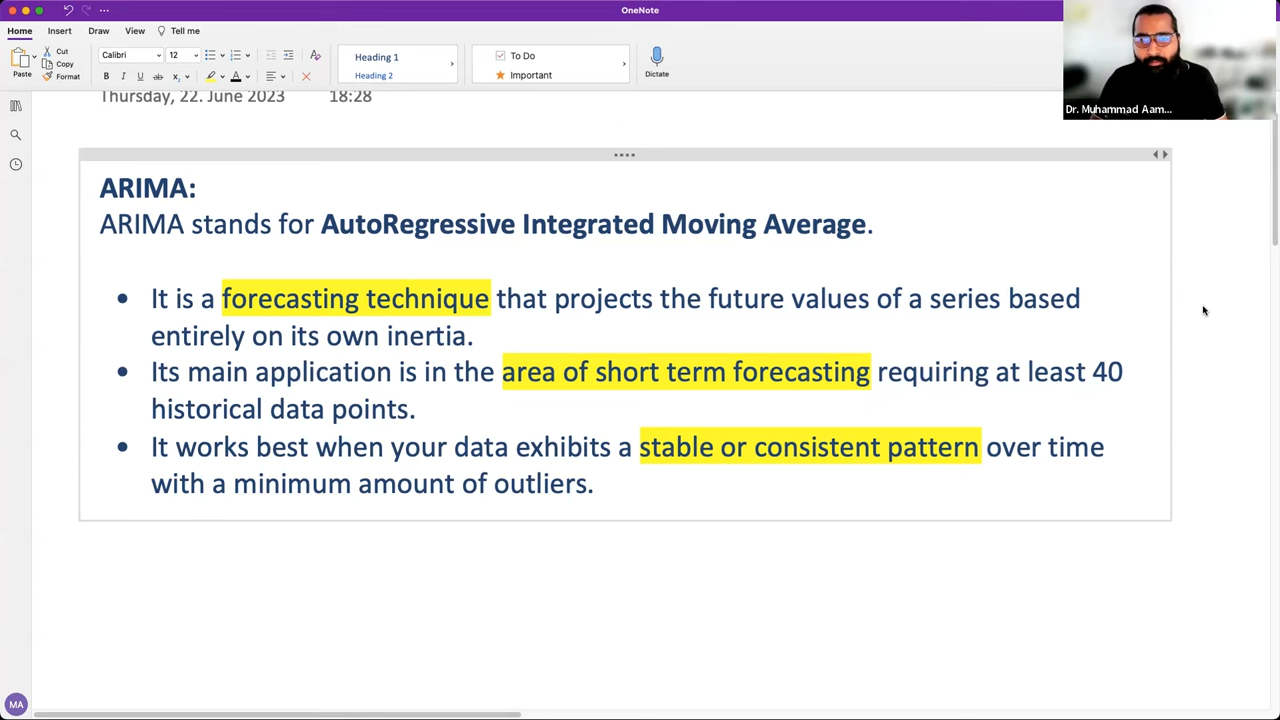 OneNote
Home Insert Draw View Tell me
Paste
Cut
Copy
Format
Calibri 12
B I U ab x A
Heading 1
Heading 2
To Do
Important
Dictate
Thursday, 22. June 2023 18:28
Dr. Muhammad Aam...
ARIMA:
ARIMA stands for AutoRegressive Integrated Moving Average.
• It is a forecasting technique that projects the future values of a series based
entirely on its own inertia.
• Its main application is in the area of short term forecasting requiring at least 40
historical data points.
• It works best when your data exhibits a stable or consistent pattern over time
with a minimum amount of outliers.
MA